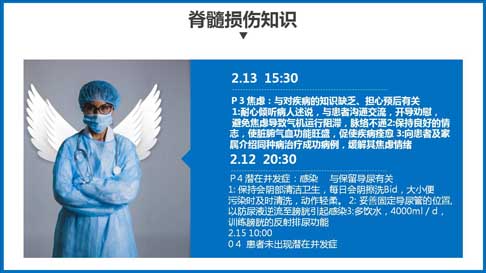 脊髓损伤知识
2.13 15:30
P 3 焦虑：与对疾病的知识缺乏、担心预后有关
1:耐心倾听病人述说，与患者沟通交流，开导劝慰，
避免焦虑导致气机运行阻滞，脉络不通2:保持良好的情
志，使脏腑气血功能旺盛，促使疾病痊愈 3:向患者及家
属介绍同种病治疗成功病例，缓解其焦虑情绪
2.12 20:30
P 4 潜在并发症：感染 与保留导尿有关
1: 保持会阴部清洁卫生，每日会阴擦洗Bid，大小便
污染时及时清洗，动作轻柔。 2: 妥善固定导尿管的位置,
以防尿液逆流至膀胱引起感染3:多饮水，4000ml / d，
训练膀胱的反射排尿功能
2.15 10:00
0 4 患者未出现潜在并发症